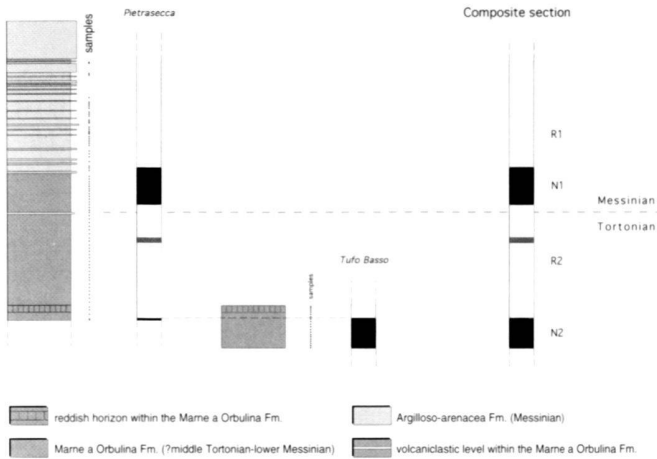 Pietrasecca
Composite section
samples
R1
N1
Messinian
Tortonian
R2
Tufo Basso
samples
N2
reddish horizon within the Marne a Orbulina Fm.
Argilloso-arenacea Fm. (Messinian)
Marne a Orbulina Fm. (?middle Tortonian-lower Messinian)
volcaniclastic level within the Marne a Orbulina Fm.